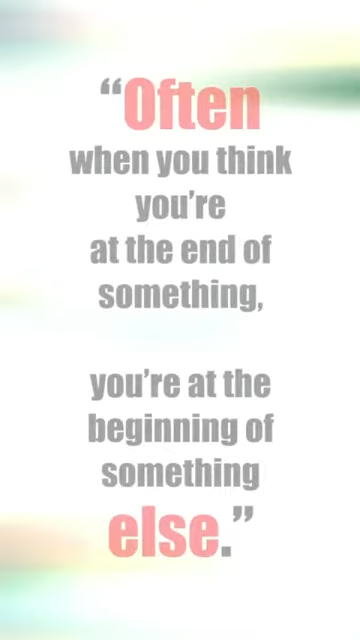 “Often
when you think
you’re
at the end of
something,
you’re at the
beginning of
something
else.”